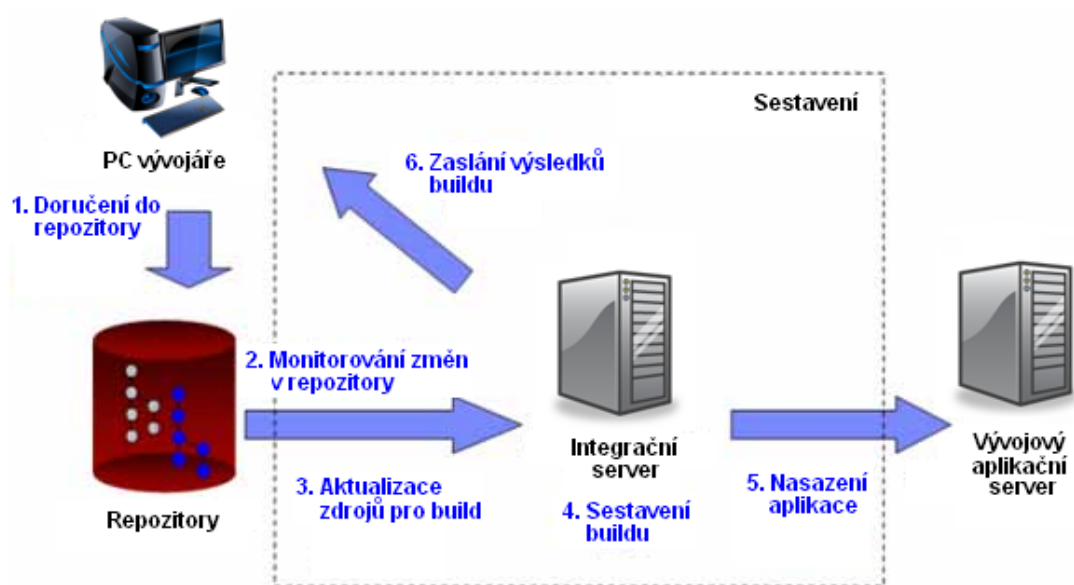 Sestavení
PC vývojáře
6. Zaslání výsledků
buildu
1. Doručení do
repozitory
2. Monitorování změn
v repozitory
Integrační
server
Vývojový
aplikační
server
3. Aktualizace
zdrojů pro build
4. Sestavení
buildu
5. Nasazení
aplikace
Repozitory